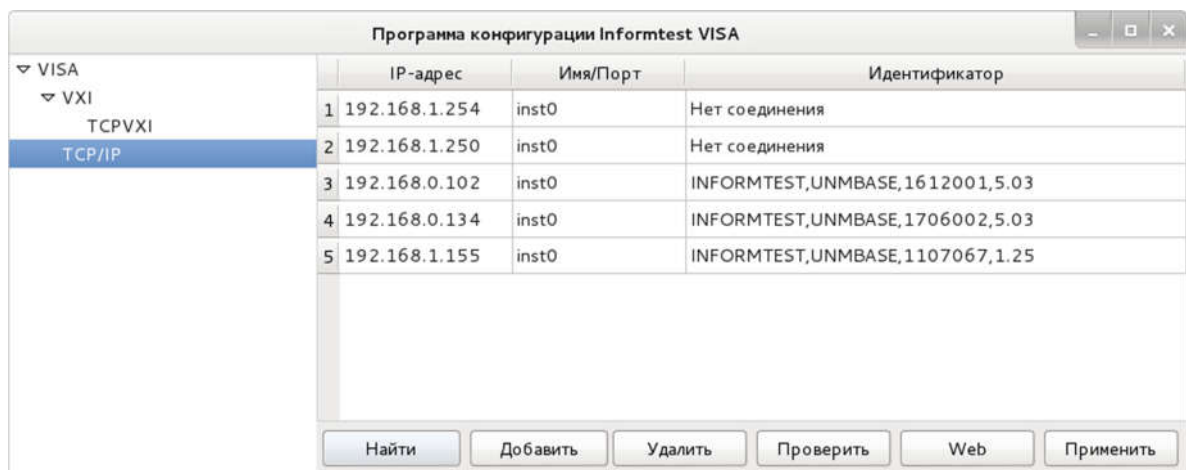 Программа конфигурации Informtest VISA
VISA
VXI
TCPVXI
TCP/IP
IP-адрес Имя/Порт Идентификатор
1 192.168.1.254 inst0 Нет соединения
2 192.168.1.250 inst0 Нет соединения
3 192.168.0.102 inst0 INFORMTEST,UNMBASE,1612001,5.03
4 192.168.0.134 inst0 INFORMTEST,UNMBASE,1706002,5.03
5 192.168.1.155 inst0 INFORMTEST,UNMBASE,1107067,1.25
Найти Добавить Удалить Проверить Web Применить